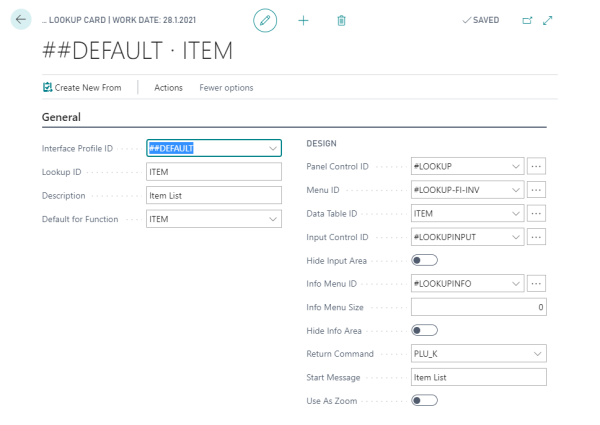 ... LOOKUP CARD | WORK DATE: 28.1.2021
SAVED
##DEFAULT · ITEM
Create New From
Actions
Fewer options
General
Interface Profile ID
##DEFAULT
Lookup ID
ITEM
Description
Item List
Default for Function
ITEM
DESIGN
Panel Control ID
#LOOKUP
Menu ID
#LOOKUP-FI-INV
Data Table ID
ITEM
Input Control ID
#LOOKUPINPUT
Hide Input Area
Info Menu ID
#LOOKUPINFO
Info Menu Size
0
Hide Info Area
Return Command
PLU_K
Start Message
Item List
Use As Zoom